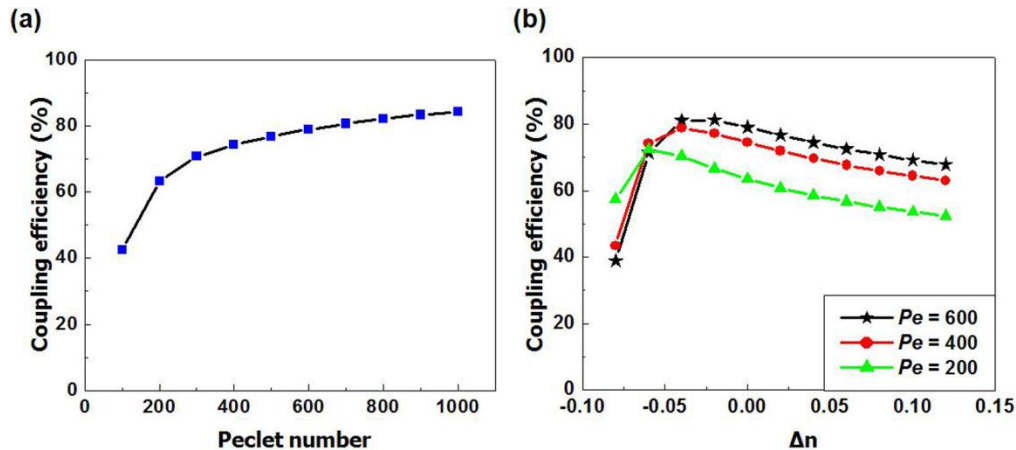 (a)
Coupling efficiency (%)
100
80
60
40
20
0
0
200
400
600
800
1000
Peclet number
(b)
Coupling efficiency (%)
100
80
60
40
20
0
-0.10
-0.05
0.00
0.05
0.10
0.15
Δn
Pe = 600
Pe = 400
Pe = 200